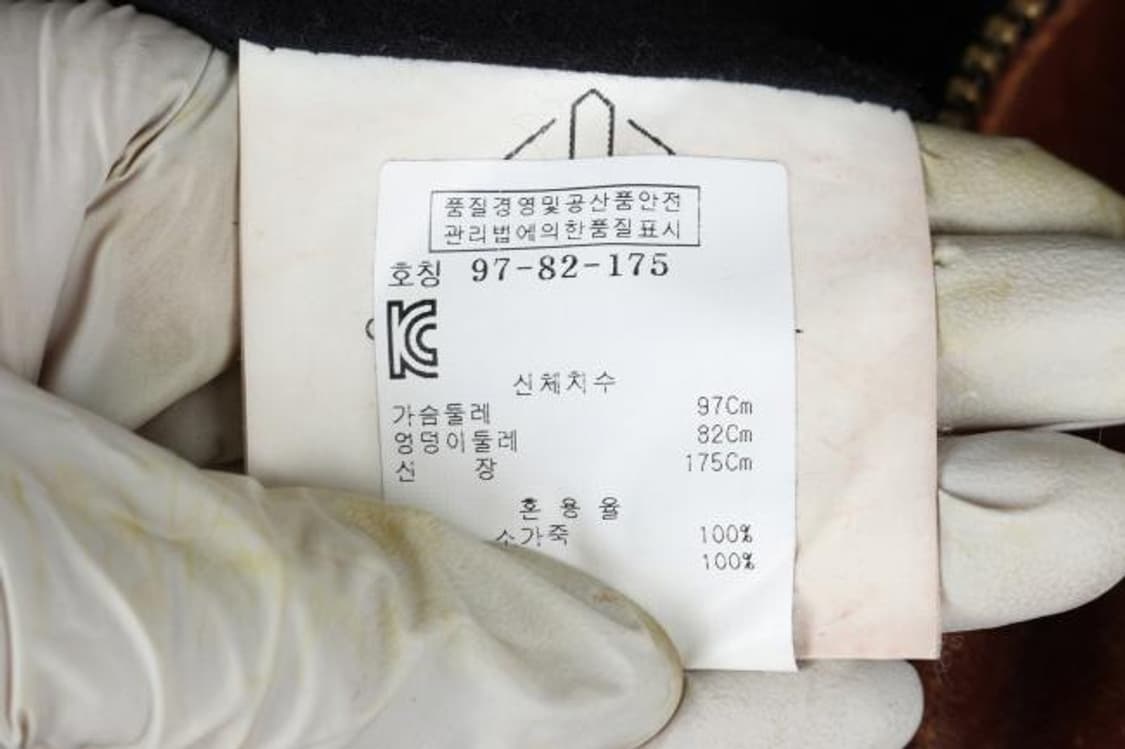 품질경영및공산품안전
관리법에의한품질표시
호칭 97-82-175
신체치수
가슴둘레 97Cm
엉덩이둘레 82Cm
신 장 175Cm
혼 용 율
소가죽 100%
100%